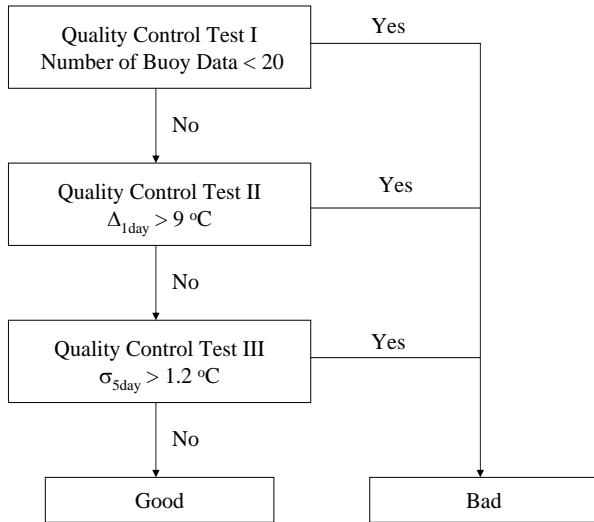 Quality Control Test I
Number of Buoy Data < 20
Yes
No
Quality Control Test II
Δ1day > 9 °C
Yes
No
Quality Control Test III
σ5day > 1.2 °C
Yes
No
Good
Bad